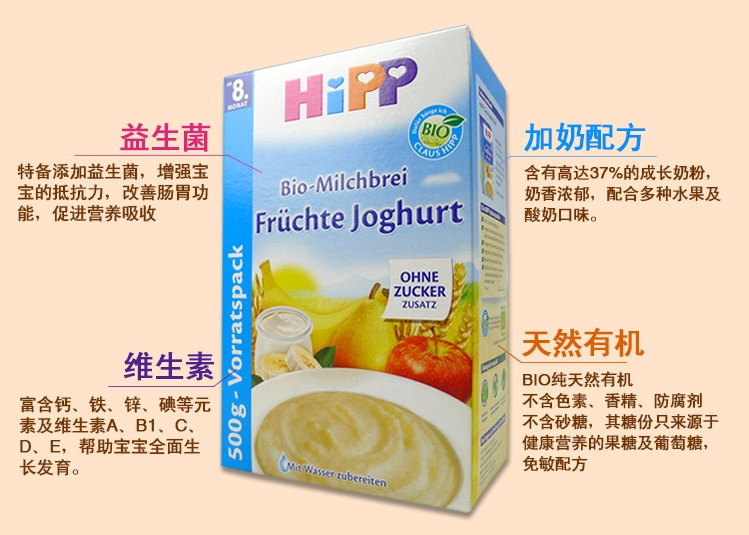 益生菌
特备添加益生菌，增强宝
宝的抵抗力，改善肠胃功
能，促进营养吸收
维生素
富含钙、铁、锌、碘等元
素及维生素A、B1、C、
D、E，帮助宝宝全面生
长发育。
AB 8.
MONAT
HiPP
Dafür bürge ich
BIO
CLAUS HIPP
Bio-Milchbrei
Früchte Joghurt
OHNE
ZUCKER
ZUSATZ
500g - Vorratspack
Mit Wasser zubereiten
加奶配方
含有高达37%的成长奶粉，
奶香浓郁，配合多种水果及
酸奶口味。
天然有机
BIO纯天然有机
不含色素、香精、防腐剂
不含砂糖，其糖份只来源于
健康营养的果糖及葡萄糖，
免敏配方